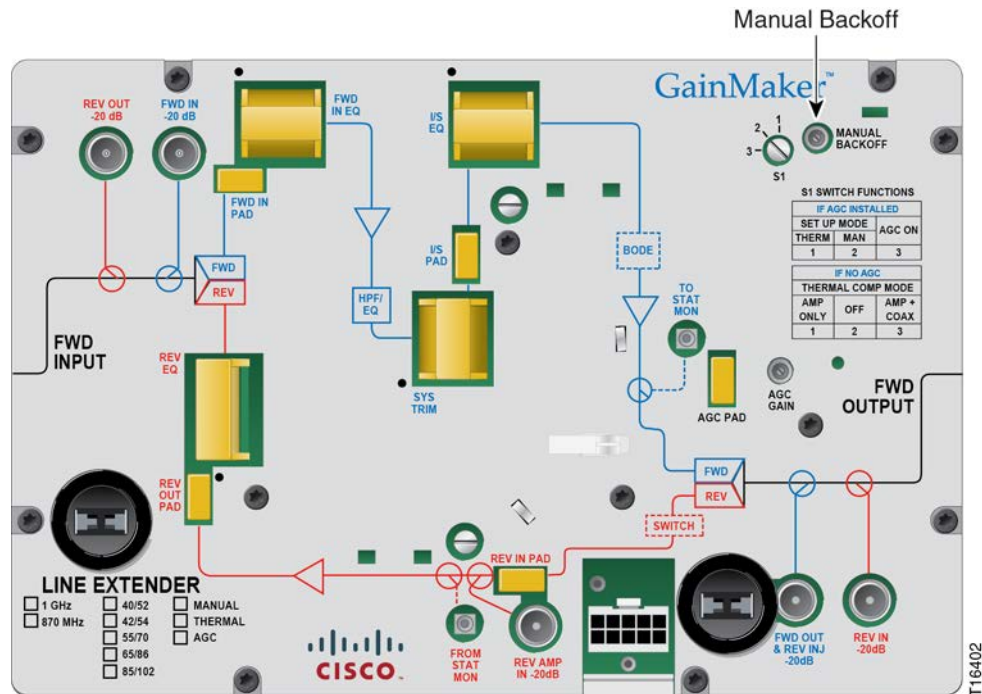 Manual Backoff
GainMaker™
REV OUT
-20 dB
FWD IN
-20 dB
FWD
IN EQ
I/S
EQ
1
2
3
S1
MANUAL
BACKOFF
FWD IN
PAD
I/S
PAD
BODE
S1 SWITCH FUNCTIONS
IF AGC INSTALLED
SET UP MODE
AGC ON
THERM
MAN
1
2
3
IF NO AGC
THERMAL COMP MODE
AMP
ONLY
OFF
AMP +
COAX
1
2
3
FWD
REV
HPF/
EQ
TO
STAT
MON
FWD
INPUT
REV
EQ
SYS
TRIM
AGC PAD
AGC
GAIN
FWD
OUTPUT
REV
OUT
PAD
FWD
REV
SWITCH
REV IN PAD
LINE EXTENDER
1 GHz
870 MHz
40/52
42/54
55/70
65/86
85/102
MANUAL
THERMAL
AGC
CISCO
FROM
STAT
MON
REV AMP
IN -20dB
FWD OUT
& REV INJ
-20dB
REV IN
-20dB
T16402